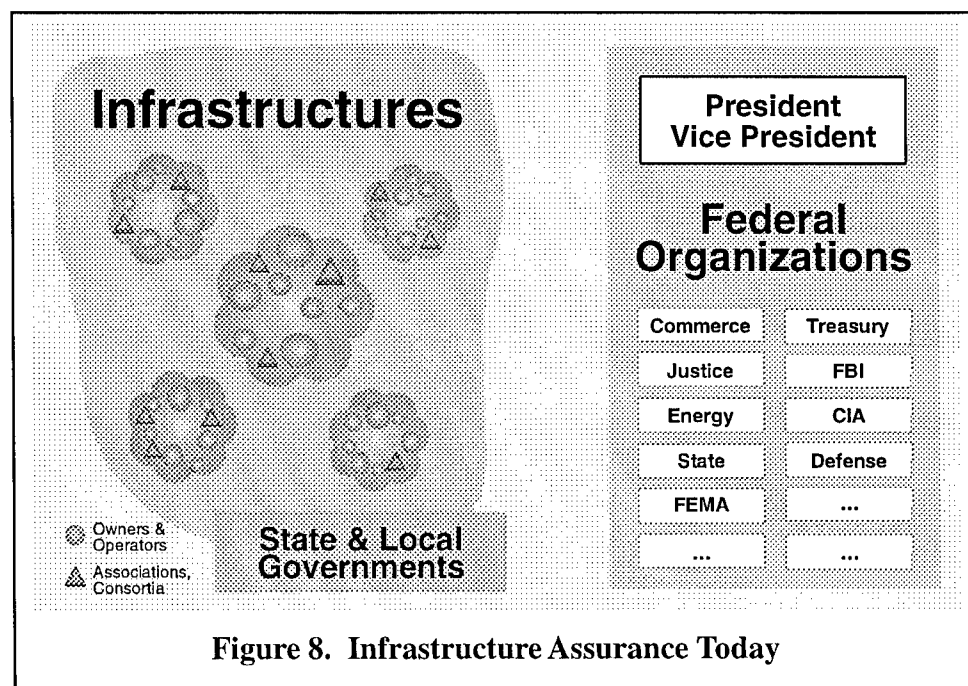 Infrastructures
Owners &
Operators
Associations,
Consortia
State & Local
Governments
President
Vice President
Federal
Organizations
Commerce
Treasury
Justice
FBI
Energy
CIA
State
Defense
FEMA
...
...
...
Figure 8. Infrastructure Assurance Today